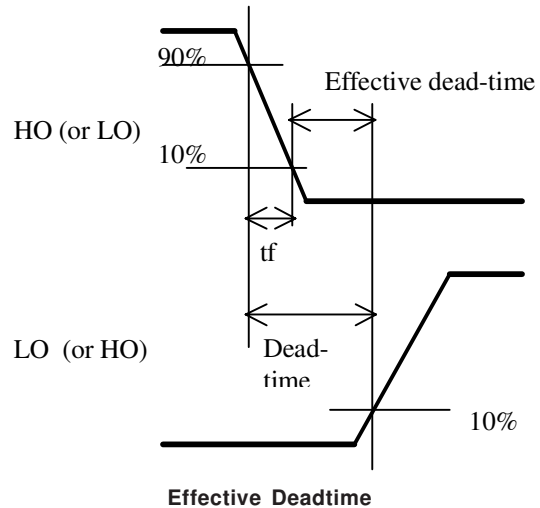 90%
Effective dead-time
HO (or LO)
10%
tf
LO (or HO)
Dead-
time
10%
Effective Deadtime